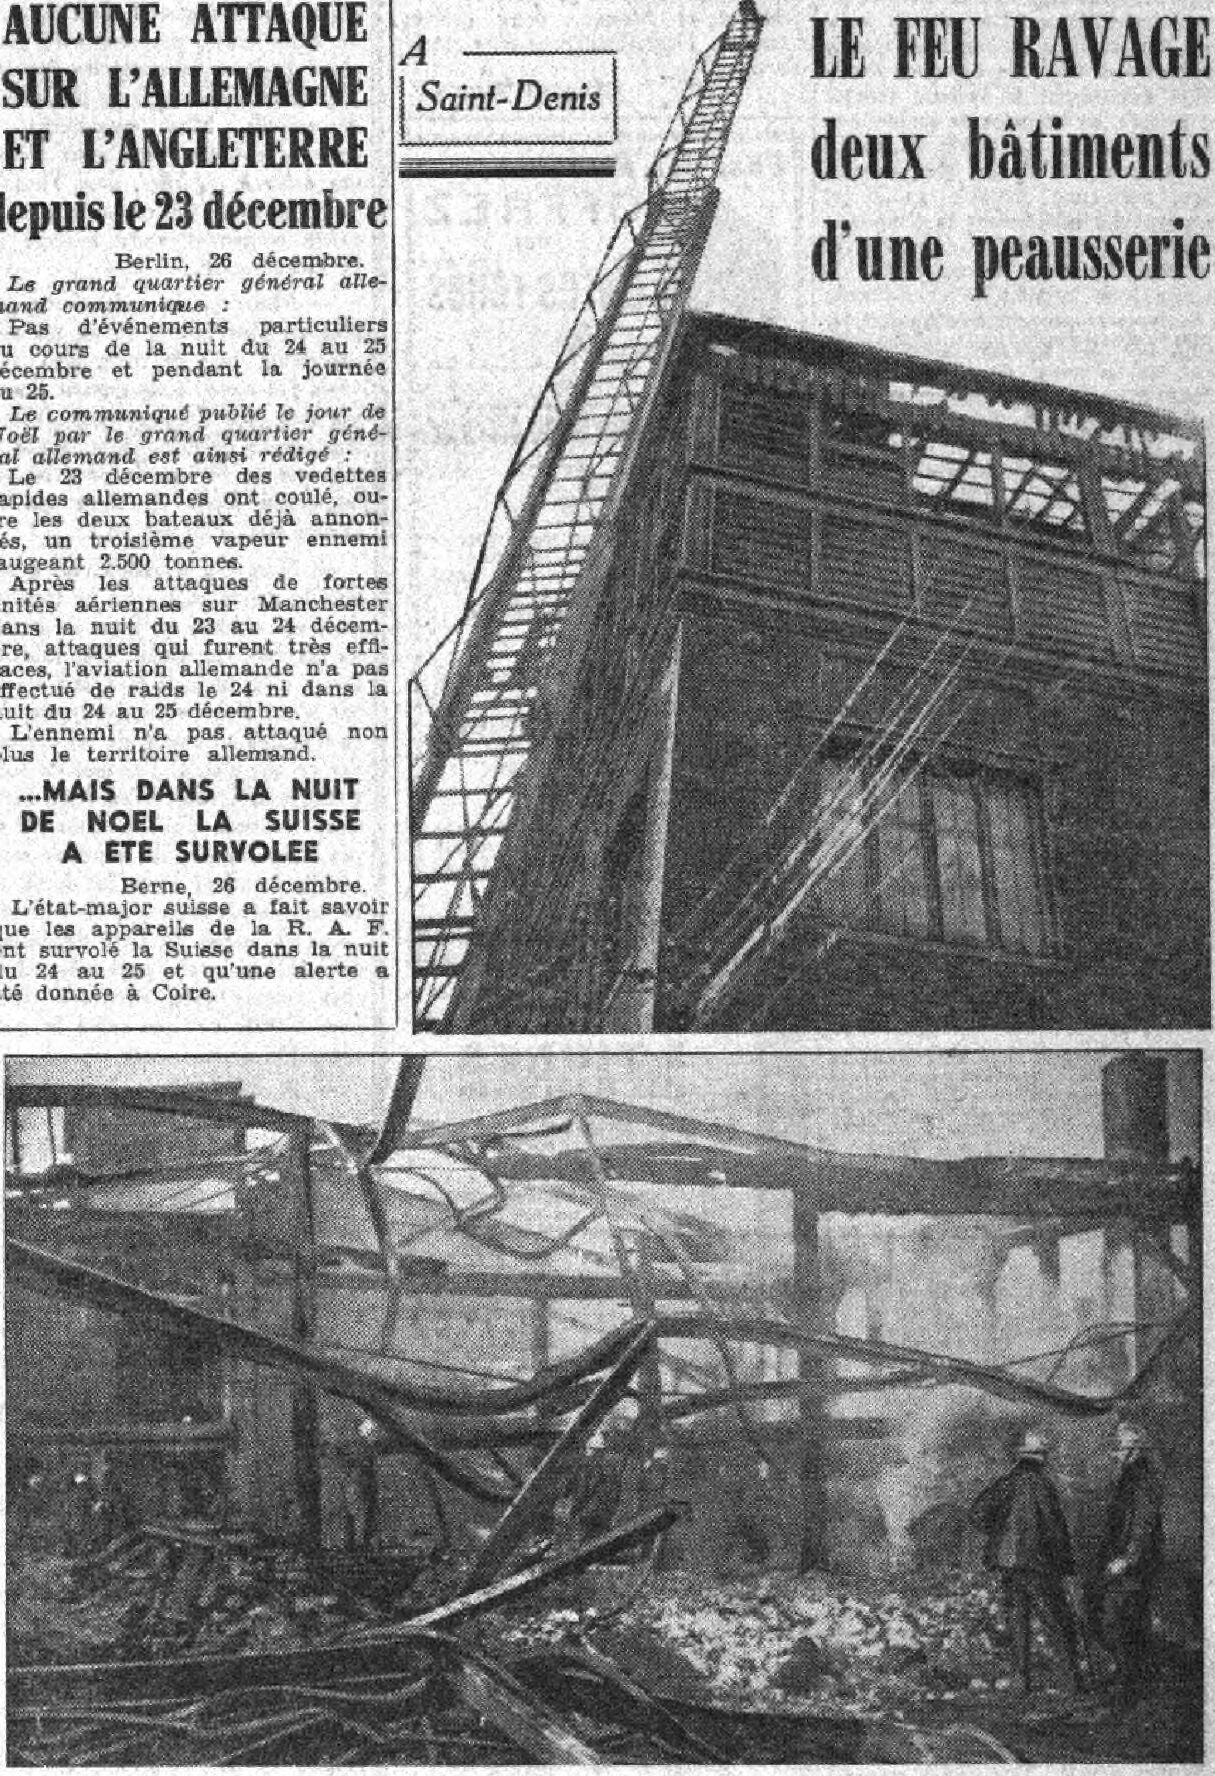 AUCUNE ATTAQUE
SUR L'ALLEMAGNE
ET L'ANGLETERRE
depuis le 23 décembre
Berlin, 26 décembre.
Le grand quartier général alle-
mand communique :
Pas d'événements particuliers
au cours de la nuit du 24 au 25
décembre et pendant la journée
du 25.
Le communiqué publié le jour de
Noël par le grand quartier géné-
ral allemand est ainsi rédigé :
Le 23 décembre des vedettes
rapides allemandes ont coulé, ou-
tre les deux bateaux déjà annon-
cés, un troisième vapeur ennemi
jaugeant 2.500 tonnes.
Après les attaques de fortes
unités aériennes sur Manchester
dans la nuit du 23 au 24 décem-
bre, attaques qui furent très effi-
caces, l'aviation allemande n'a pas
effectué de raids le 24 ni dans la
nuit du 24 au 25 décembre.
L'ennemi n'a pas attaqué non
plus le territoire allemand.
...MAIS DANS LA NUIT
DE NOEL LA SUISSE
A ETE SURVOLEE
Berne, 26 décembre.
L'état-major suisse a fait savoir
que les appareils de la R. A. F.
ont survolé la Suisse dans la nuit
du 24 au 25 et qu'une alerte a
été donnée à Coire.
A
Saint-Denis
LE FEU RAVAGE
deux bâtiments
d'une peausserie